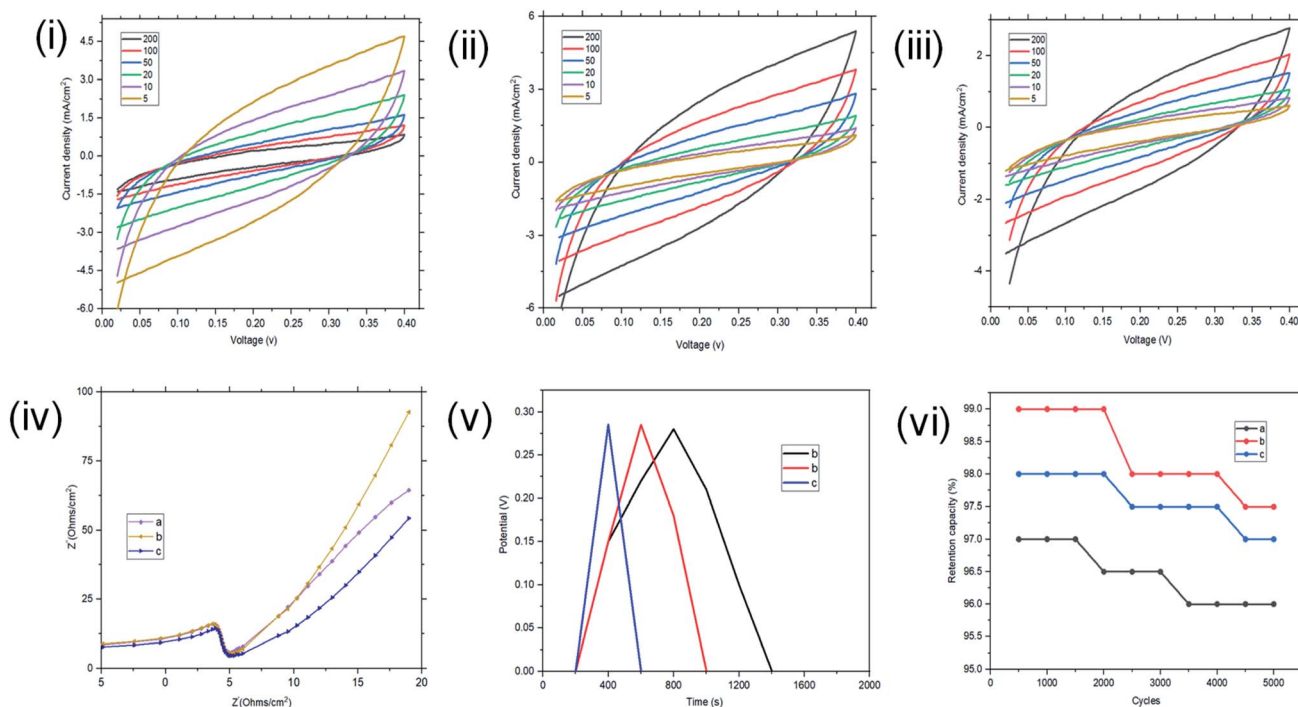 (i)
200
100
50
20
10
5
4.5
3.0
1.5
0.0
-1.5
-3.0
-4.5
-6.0
Current density (mA/cm²)
0.00 0.05 0.10 0.15 0.20 0.25 0.30 0.35 0.40
Voltage (v)
(ii)
200
100
50
20
10
5
6
4
2
0
-2
-4
-6
Current density (mA/cm²)
0.00 0.05 0.10 0.15 0.20 0.25 0.30 0.35 0.40
Voltage (v)
(iii)
200
100
50
20
10
5
2
0
-2
-4
Current density (mA/cm²)
0.00 0.05 0.10 0.15 0.20 0.25 0.30 0.35 0.40
Voltage (V)
(iv)
100
75
50
25
0
a
b
c
Z''(Ohms/cm²)
-5 0 5 10 15 20
Z'(Ohms/cm²)
(v)
0.30
0.25
0.20
0.15
0.10
0.05
0.00
b
b
c
Potential (V)
0 400 800 1200 1600 2000
Time (s)
(vi)
99.0
98.5
98.0
97.5
97.0
96.5
96.0
95.5
95.0
a
b
c
Retention capacity (%)
0 1000 2000 3000 4000 5000
Cycles